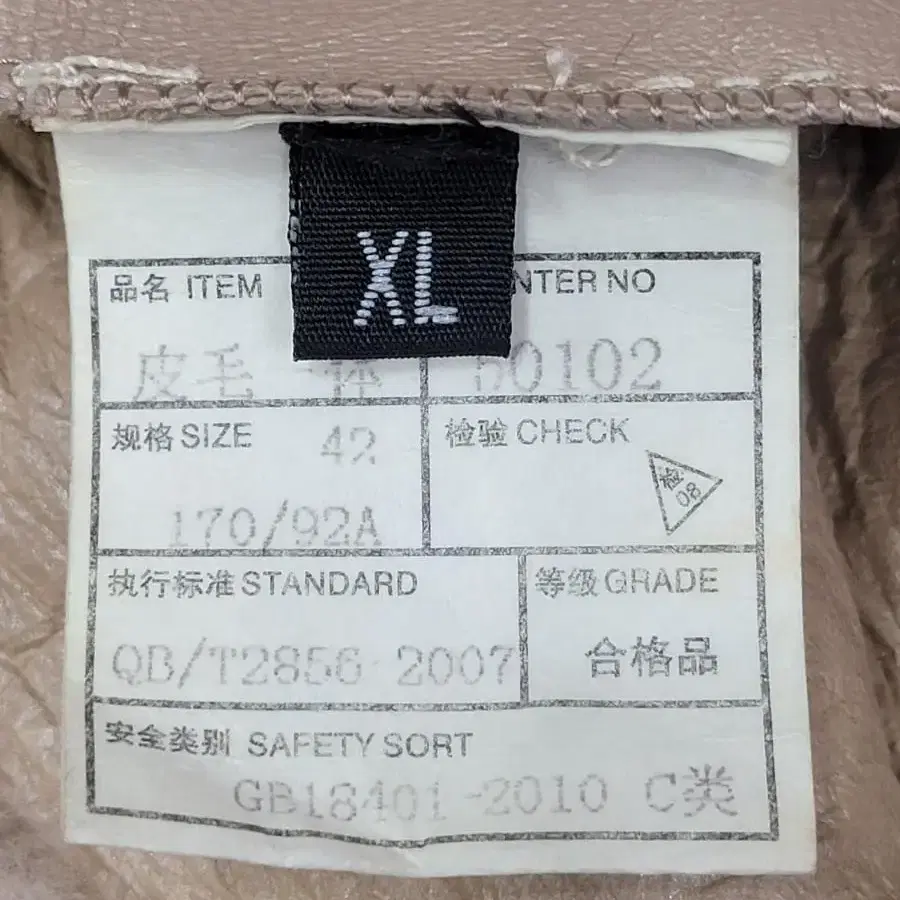 XL
品名 ITEM
NTER NO
皮毛 体
50102
规格 SIZE 42
检验 CHECK
检
08
170/92A
执行标准 STANDARD
等级 GRADE
QB/T2856-2007
合格品
安全类别 SAFETY SORT
GB18401-2010 C类